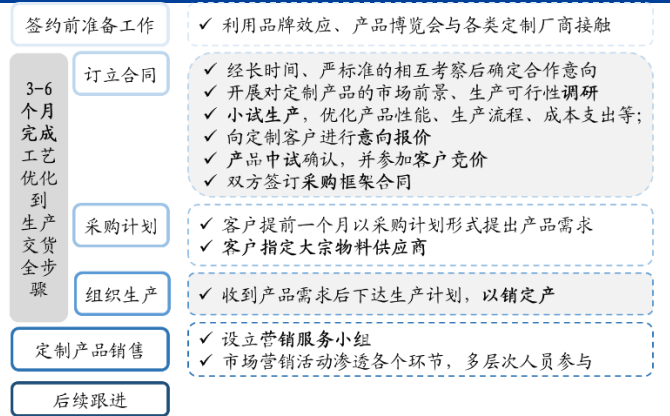 签约前准备工作
✓ 利用品牌效应、产品博览会与各类定制厂商接触
3-6
个月
完成
工艺
优化
到
生产
交货
全步
骤
订立合同
✓ 经长时间、严标准的相互考察后确定合作意向
✓ 开展对定制产品的市场前景、生产可行性调研
✓ 小试生产，优化产品性能、生产流程、成本支出等；
✓ 向定制客户进行意向报价
✓ 产品中试确认，并参加客户竞价
✓ 双方签订采购框架合同
采购计划
✓ 客户提前一个月以采购计划形式提出产品需求
✓ 客户指定大宗物料供应商
组织生产
✓ 收到产品需求后下达生产计划，以销定产
定制产品销售
✓ 设立营销服务小组
✓ 市场营销活动渗透各个环节，多层次人员参与
后续跟进